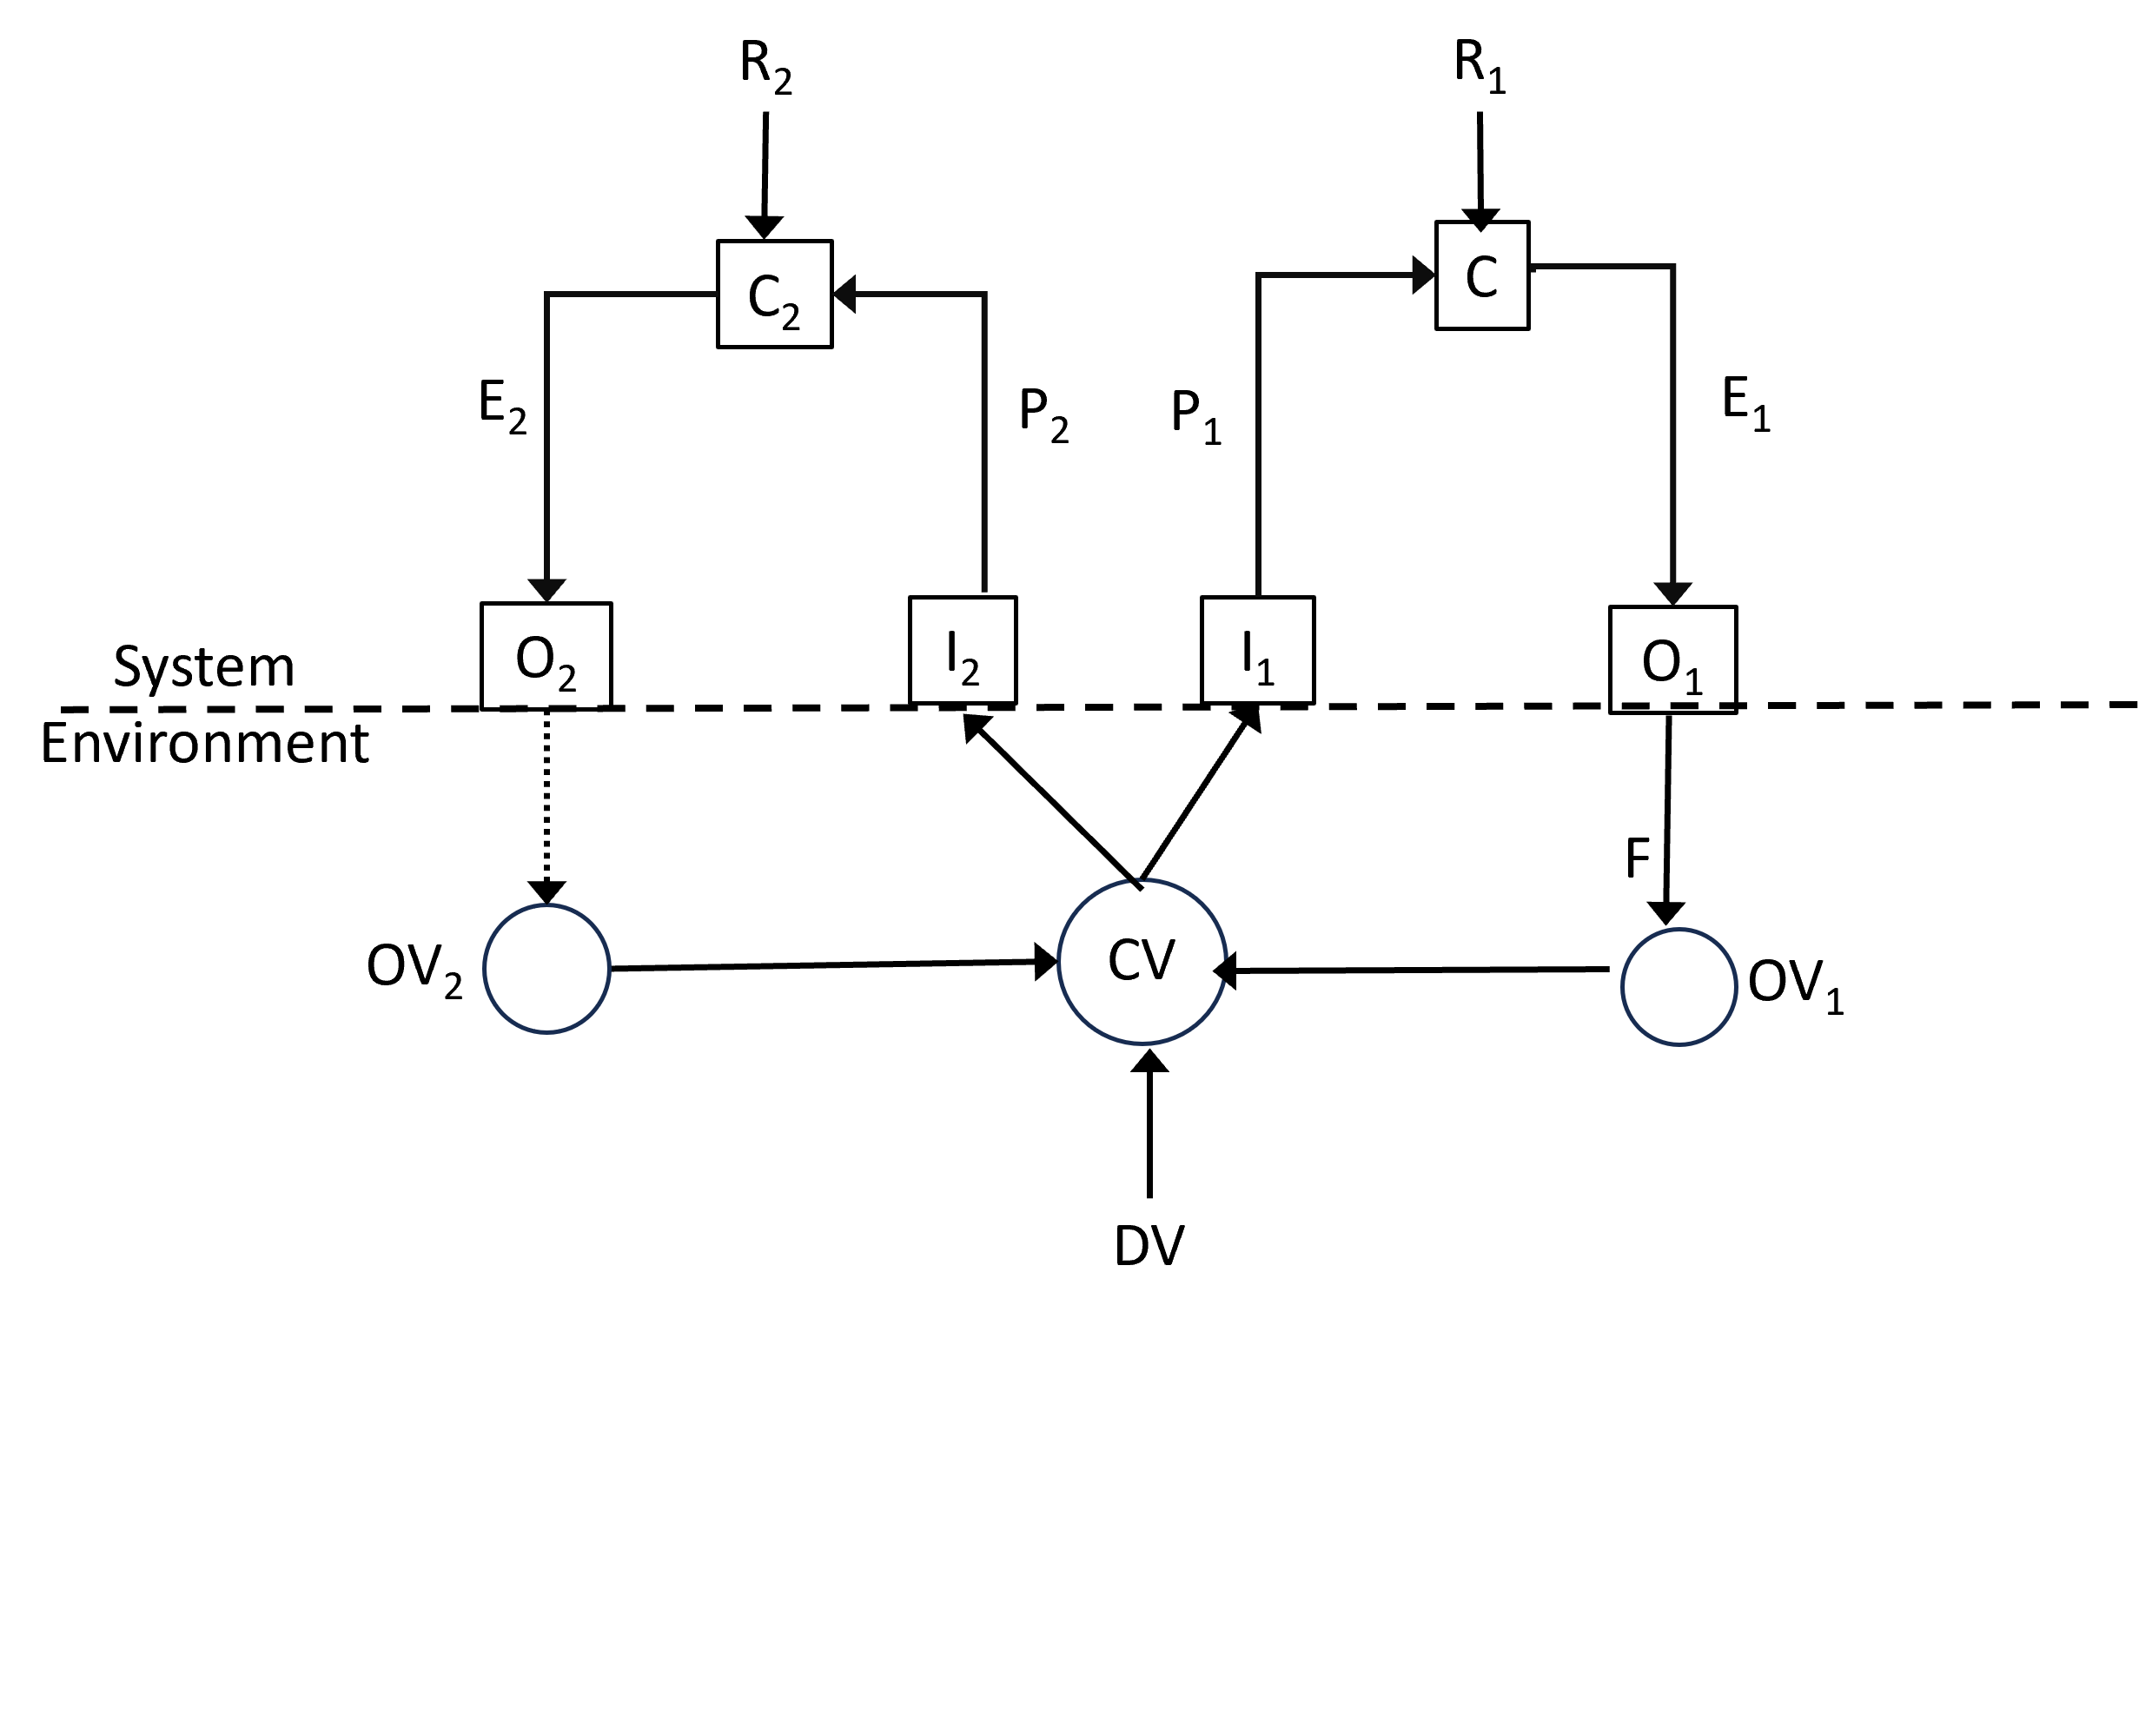 R₂
R₁
C₂
C
E₂
P₂
P₁
E₁
O₂
I₂
I₁
O₁
System
Environment
F
OV₂
CV
OV₁
DV